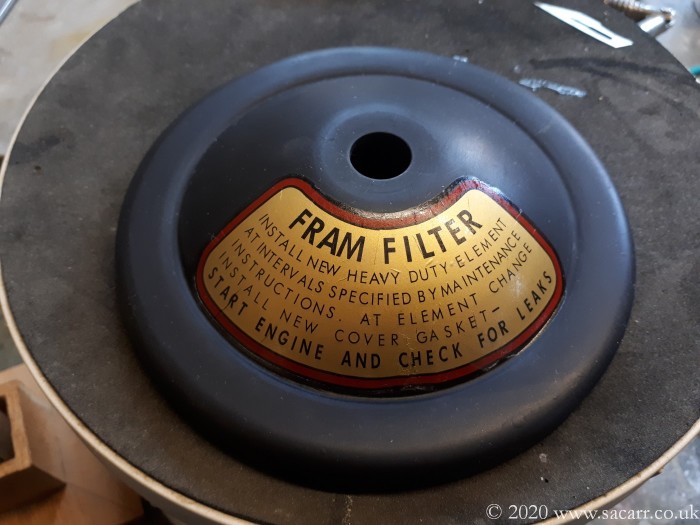 FRAM FILTER
INSTALL NEW HEAVY DUTY ELEMENT
AT INTERVALS SPECIFIED BY MAINTENANCE
INSTRUCTIONS. AT ELEMENT CHANGE
INSTALL NEW COVER GASKET—
START ENGINE AND CHECK FOR LEAKS
© 2020 www.sacarr.co.uk